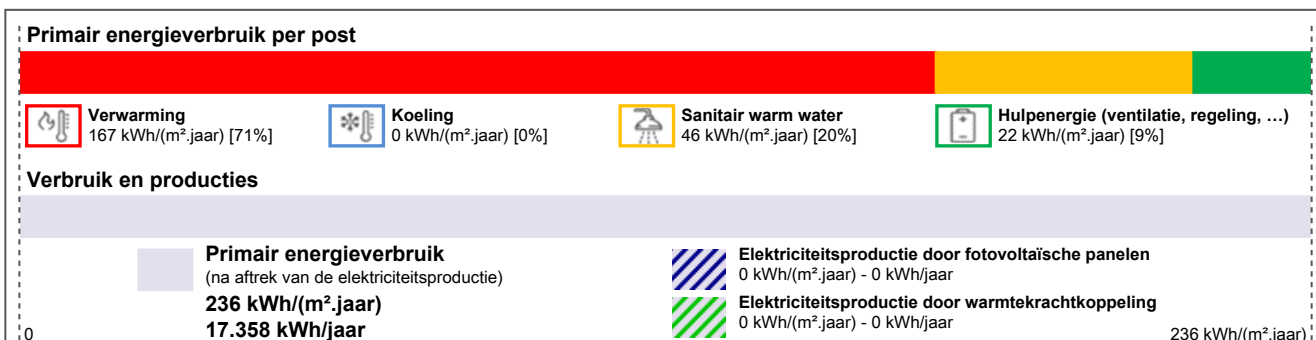 Primair energieverbruik per post
Verwarming
167 kWh/(m².jaar) [71%]
Koeling
0 kWh/(m².jaar) [0%]
Sanitair warm water
46 kWh/(m².jaar) [20%]
Hulpenergie (ventilatie, regeling, …)
22 kWh/(m².jaar) [9%]
Verbruik en producties
Primair energieverbruik
(na aftrek van de elektriciteitsproductie)
236 kWh/(m².jaar)
17.358 kWh/jaar
Elektriciteitsproductie door fotovoltaïsche panelen
0 kWh/(m².jaar) - 0 kWh/jaar
Elektriciteitsproductie door warmtekrachtkoppeling
0 kWh/(m².jaar) - 0 kWh/jaar
0
236 kWh/(m².jaar)